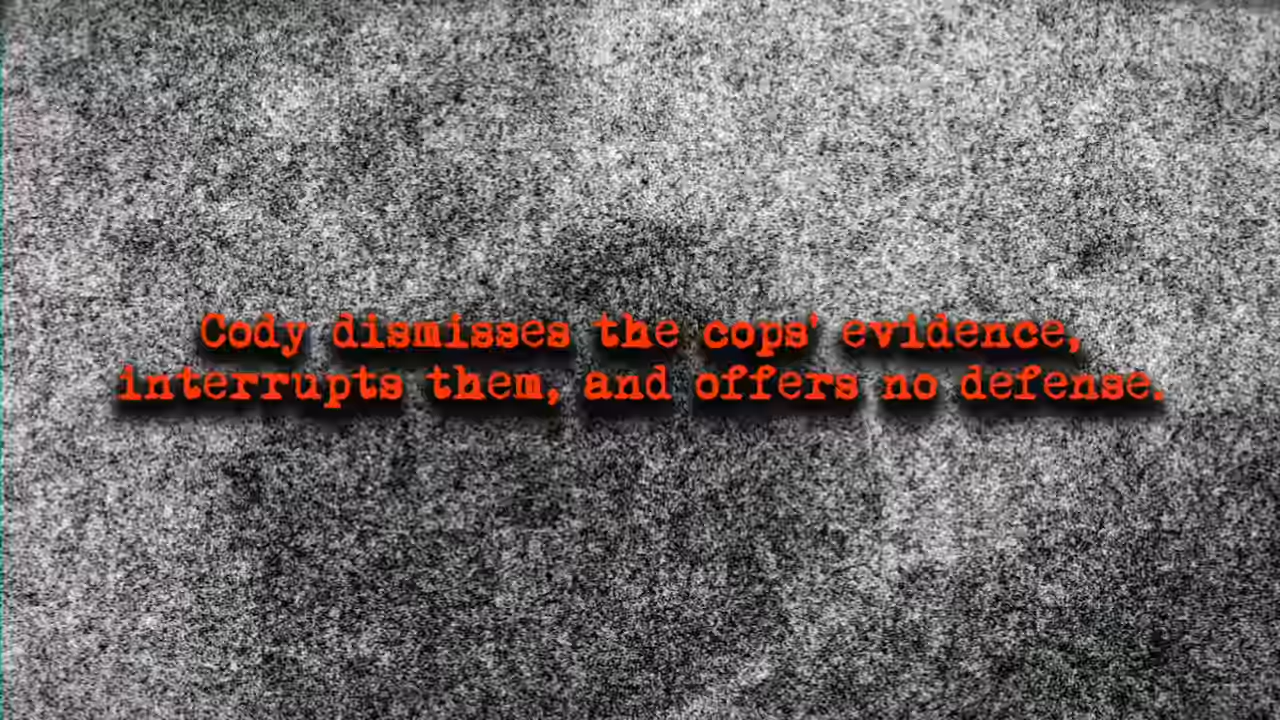 Cody dismisses the cops' evidence,
interrupts them, and offers no defense.